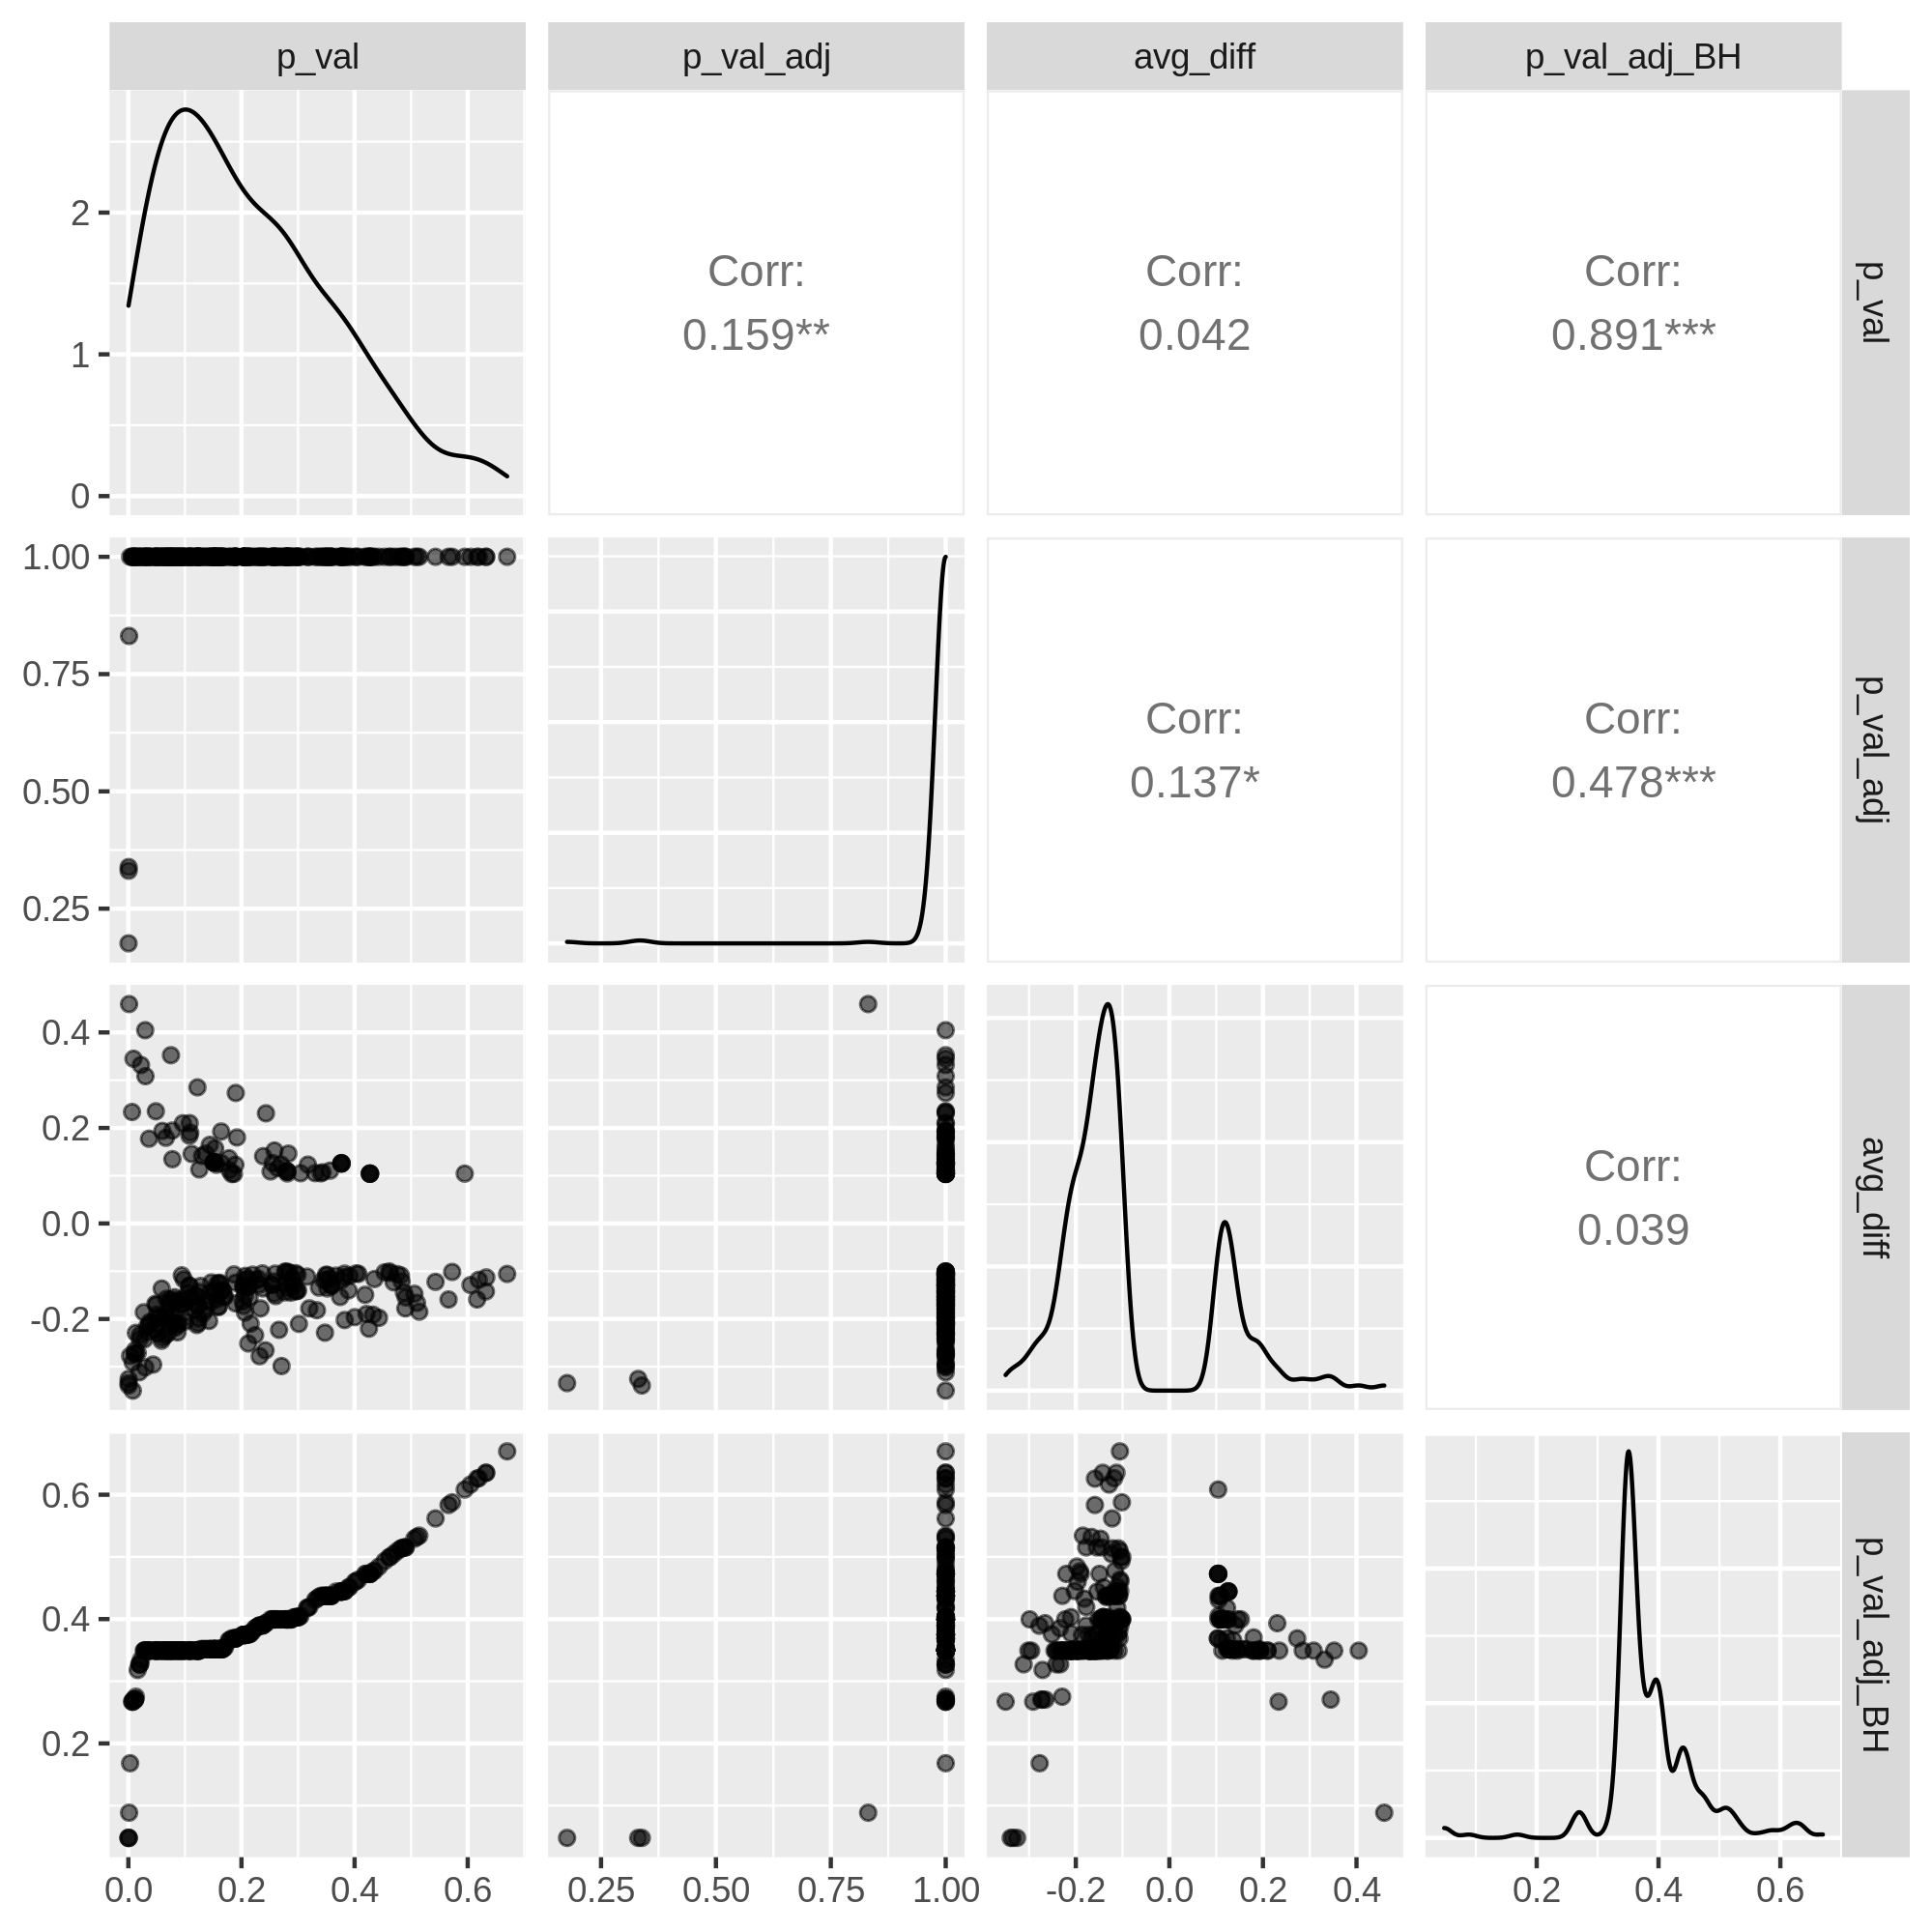 p_val p_val_adj avg_diff p_val_adj_BH
2
1
0
Corr:
0.159**
Corr:
0.042
Corr:
0.891***
p_val
1.00
0.75
0.50
0.25
Corr:
0.137*
Corr:
0.478***
p_val_adj
0.4
0.2
0.0
-0.2
Corr:
0.039
avg_diff
0.6
0.4
0.2
p_val_adj_BH
0.0 0.2 0.4 0.6
0.25 0.50 0.75 1.00
-0.2 0.0 0.2 0.4
0.2 0.4 0.6